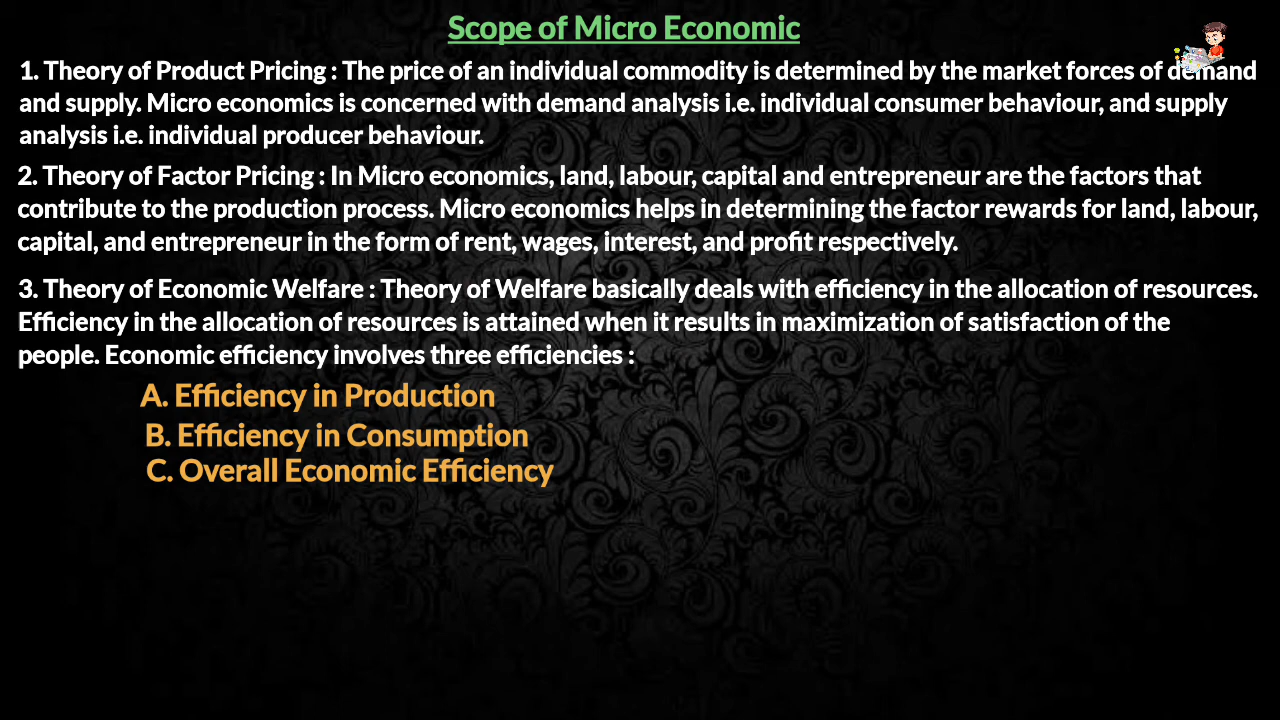 Scope of Micro Economic
1. Theory of Product Pricing : The price of an individual commodity is determined by the market forces of demand
and supply. Micro economics is concerned with demand analysis i.e. individual consumer behaviour, and supply
analysis i.e. individual producer behaviour.
2. Theory of Factor Pricing : In Micro economics, land, labour, capital and entrepreneur are the factors that
contribute to the production process. Micro economics helps in determining the factor rewards for land, labour,
capital, and entrepreneur in the form of rent, wages, interest, and profit respectively.
3. Theory of Economic Welfare : Theory of Welfare basically deals with efficiency in the allocation of resources.
Efficiency in the allocation of resources is attained when it results in maximization of satisfaction of the
people. Economic efficiency involves three efficiencies :
A. Efficiency in Production
B. Efficiency in Consumption
C. Overall Economic Efficiency